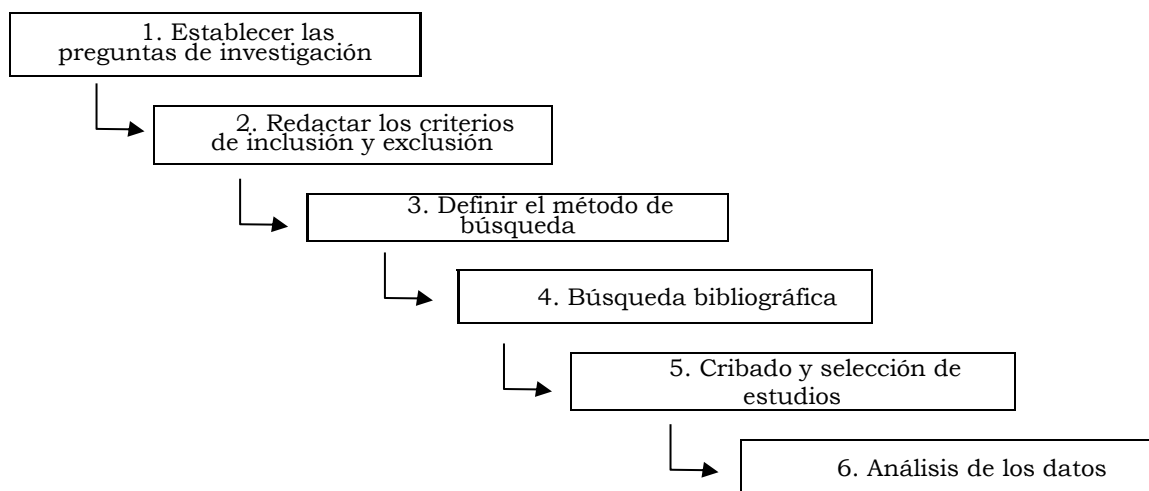 1. Establecer las
preguntas de investigación
2. Redactar los criterios
de inclusión y exclusión
3. Definir el método de
búsqueda
4. Búsqueda bibliográfica
5. Cribado y selección de
estudios
6. Análisis de los datos